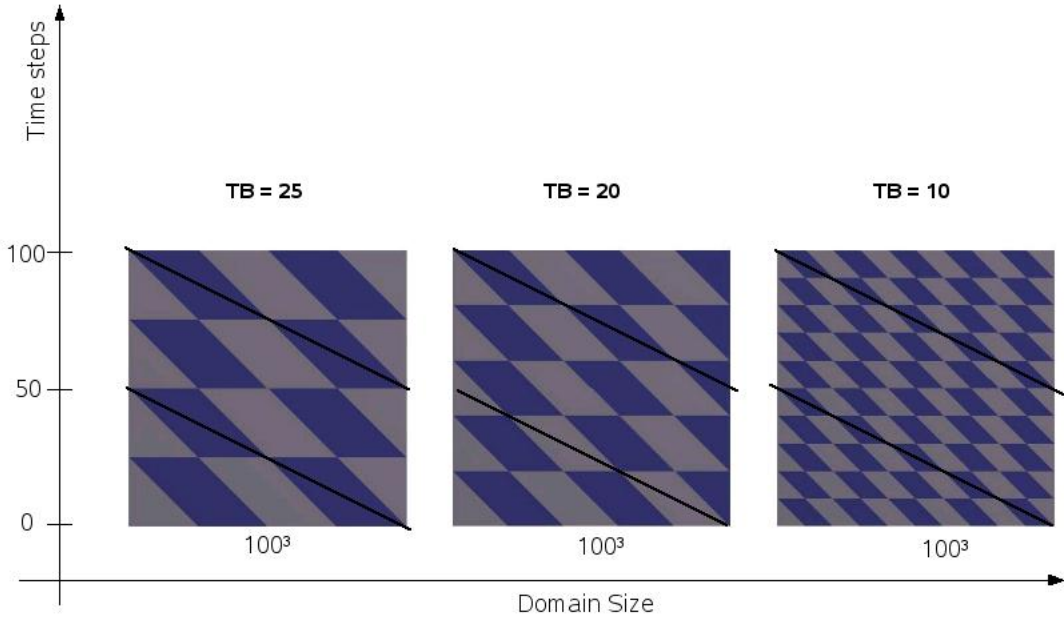 Time steps
TB = 25
TB = 20
TB = 10
100
50
0
100³
100³
100³
Domain Size